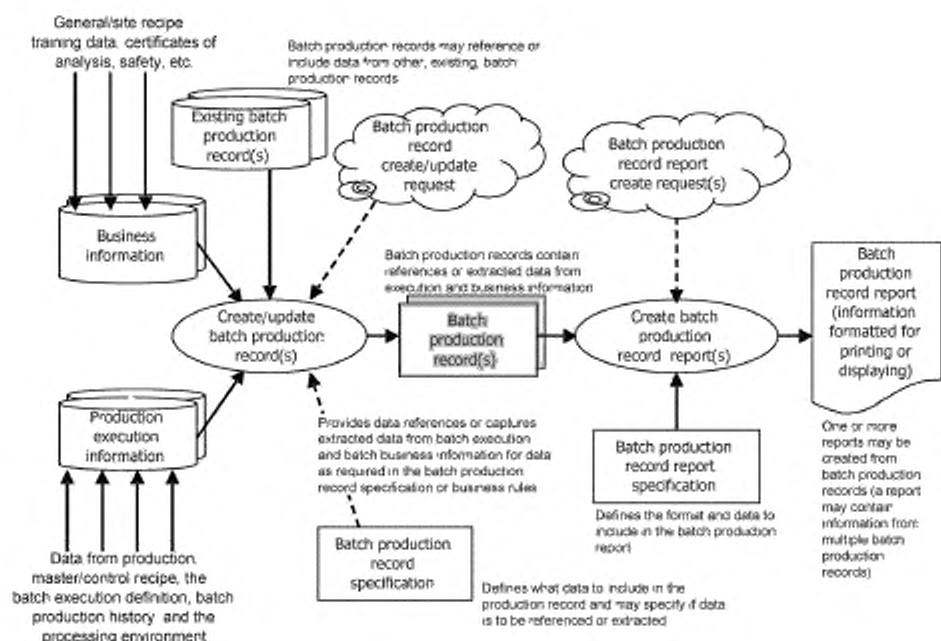 General/site recipe
training data, certificates of
analysis, safety, etc.
Batch production records may reference or
include data from other, existing, batch
production records
Existing batch
production
record(s)
Batch production
record
create/update
request
Batch production
record report
create request(s)
Business
information
Batch production records contain
references or extracted data from
execution and business information
Create/update
batch production
record(s)
Batch
production
record(s)
Create batch
production
record report(s)
Batch
production
record report
(information
formatted for
printing or
displaying)
Production
execution
information
Provides data references or captures
extracted data from batch execution
and batch business information for data
as required in the batch production
record specification or business rules
Batch production
record report
specification
Defines the format and data to
include in the batch production
report
One or more
reports may be
created from
batch production
records (a report
may contain
information from
multiple batch
production
records)
Data from production
master/control recipe, the
batch execution definition, batch
production history and the
processing environment
Batch production
record
specification
Defines what data to include in the
production record and may specify if data
is to be referenced or extracted